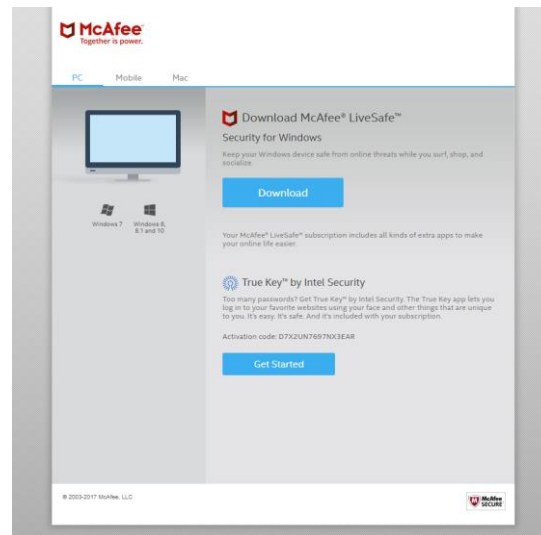 McAfee™
Together is power.
PC Mobile Mac
Download McAfee® LiveSafe™
Security for Windows
Keep your Windows device safe from online threats while you surf, shop, and
socialize.
Download
Windows 7 Windows 8,
8.1 and 10
Your McAfee® LiveSafe™ subscription includes all kinds of extra apps to make
your online life easier.
True Key™ by Intel Security
Too many passwords? Get True Key™ by Intel Security. The True Key app lets you
log in to your favorite websites using your face and other things that are unique
to you. It's easy. It's safe. And it's included with your subscription.
Activation code: D7X2UN7697NX3EAR
Get Started
© 2003-2017 McAfee, LLC
McAfee
SECURE